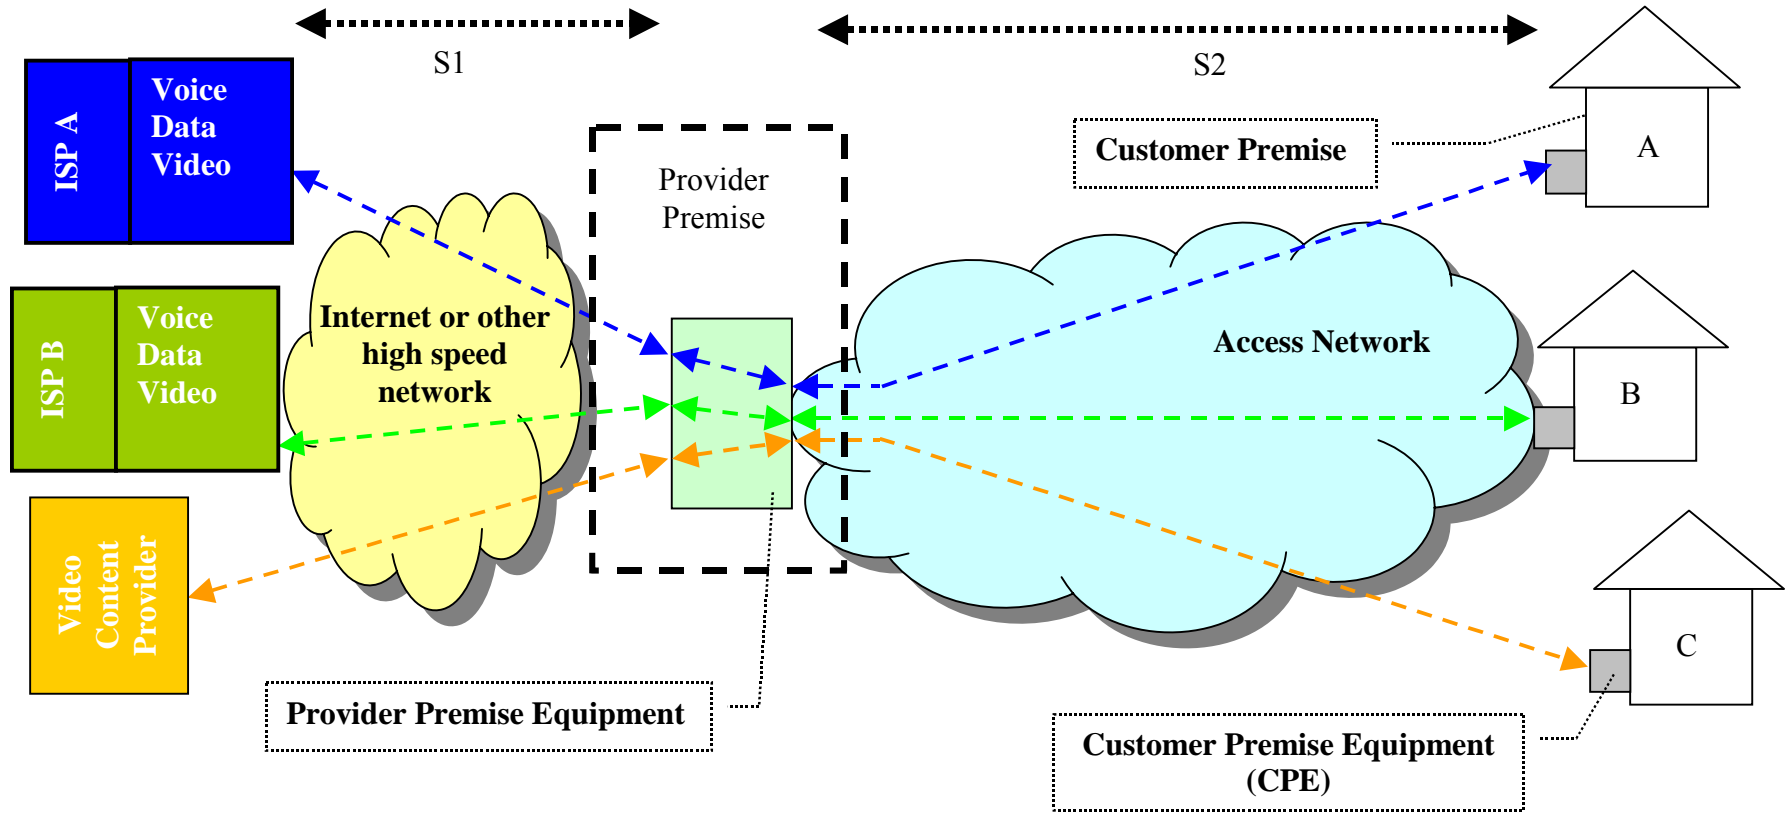 S1
S2
ISP A
Voice
Data
Video
Customer Premise
A
Provider
Premise
Internet or other
high speed
network
Access Network
ISP B
Voice
Data
Video
B
Video
Content
Provider
C
Provider Premise Equipment
Customer Premise Equipment
(CPE)